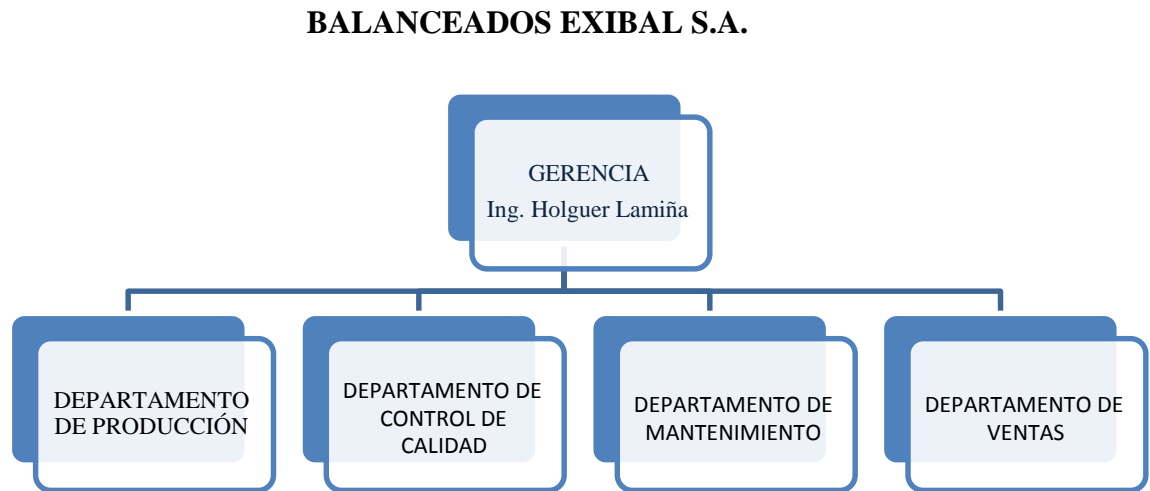 BALANCEADOS EXIBAL S.A.
GERENCIA
Ing. Holguer Lamiña
DEPARTAMENTO
DE PRODUCCIÓN
DEPARTAMENTO DE
CONTROL DE
CALIDAD
DEPARTAMENTO DE
MANTENIMIENTO
DEPARTAMENTO DE
VENTAS